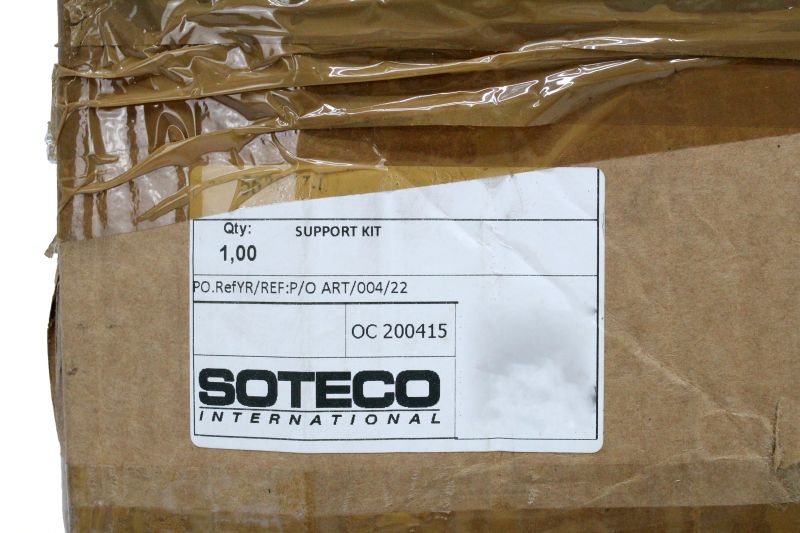 Qty: SUPPORT KIT
1,00
PO.RefYR/REF:P/O ART/004/22
OC 200415
SOTECO
INTERNATIONAL